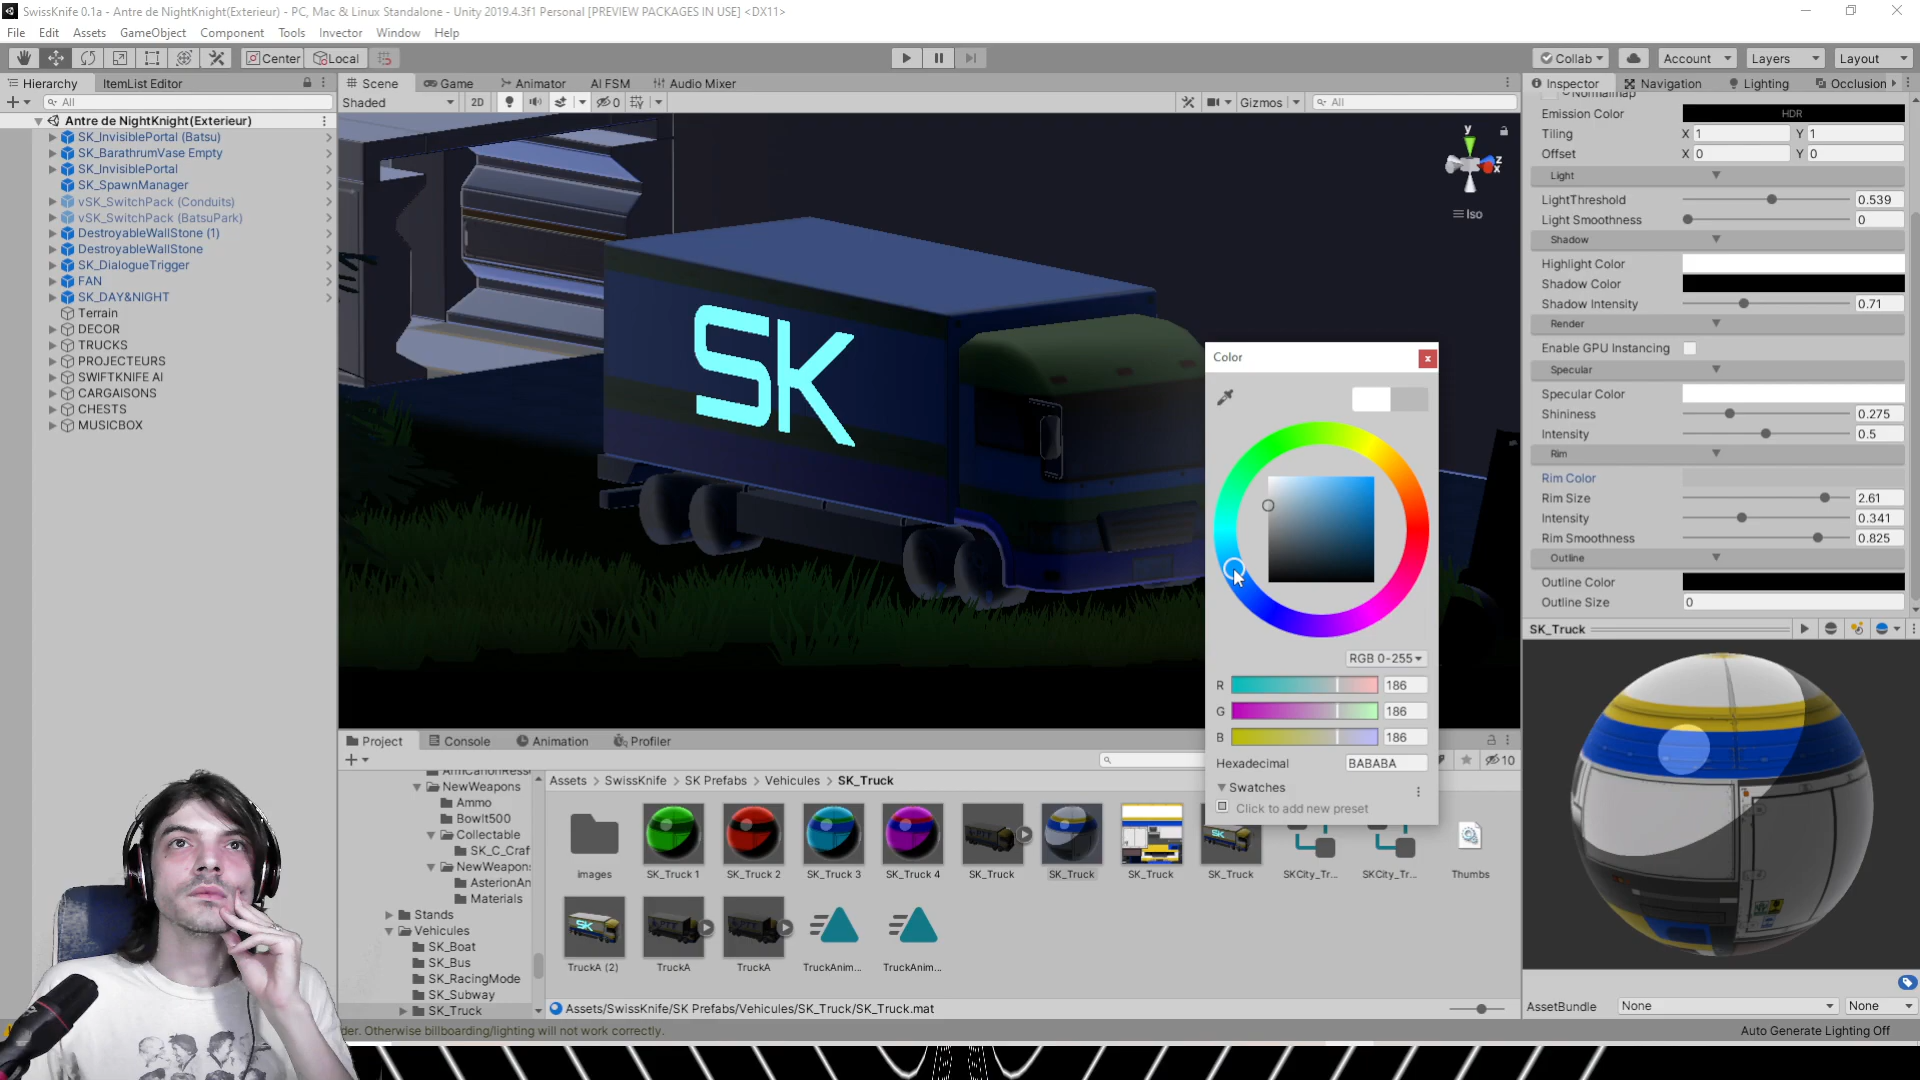 SwissKnife 0.1a - Antre de NightKnight(Exterieur) - PC, Mac & Linux Standalone - Unity 2019.4.3f1 Personal [PREVIEW PACKAGES IN USE] <DX11>
File Edit Assets GameObject Component Tools Invector Window Help
Center Local Collab Account Layers Layout
Hierarchy ItemList Editor Scene Game Animator AI FSM Audio Mixer Inspector Navigation Lighting Occlusion
All Shaded 2D 0 Gizmos All
Antre de NightKnight(Exterieur)
SK_InvisiblePortal (Batsu)
SK_BarathrumVase Empty
SK_InvisiblePortal
SK_SpawnManager
vSK_SwitchPack (Conduits)
vSK_SwitchPack (BatsuPark)
DestroyableWallStone (1)
DestroyableWallStone
SK_DialogueTrigger
FAN
SK_DAY&NIGHT
Terrain
DECOR
TRUCKS
PROJECTEURS
SWIFTKNIFE AI
CARGAISONS
CHESTS
MUSICBOX
y
z
x
Iso
SK
Color
RGB 0-255
R 186
G 186
B 186
Hexadecimal BABABA
Swatches
Click to add new preset
Emission Color HDR
Tiling X 1 Y 1
Offset X 0 Y 0
Light
LightThreshold 0.539
Light Smoothness 0
Shadow
Highlight Color
Shadow Color
Shadow Intensity 0.71
Render
Enable GPU Instancing
Specular
Specular Color
Shininess 0.275
Intensity 0.5
Rim
Rim Color
Rim Size 2.61
Intensity 0.341
Rim Smoothness 0.825
Outline
Outline Color
Outline Size 0
SK_Truck
AssetBundle None None
Auto Generate Lighting Off
Project Console Animation Profiler
10
NewWeapons
Ammo
Bowlt500
Collectable
SK_C_Craf
NewWeapon
AsterionAn
Materials
Stands
Vehicules
SK_Boat
SK_Bus
SK_RacingMode
SK_Subway
SK_Truck
Assets > SwissKnife > SK Prefabs > Vehicules > SK_Truck
images SK_Truck 1 SK_Truck 2 SK_Truck 3 SK_Truck 4 SK_Truck SK_Truck SK_Truck SK_Truck SKCity_Tr... SKCity_Tr... Thumbs
TruckA (2) TruckA TruckA TruckAnim... TruckAnim...
Assets/SwissKnife/SK Prefabs/Vehicules/SK_Truck/SK_Truck.mat
der. Otherwise billboarding/lighting will not work correctly.